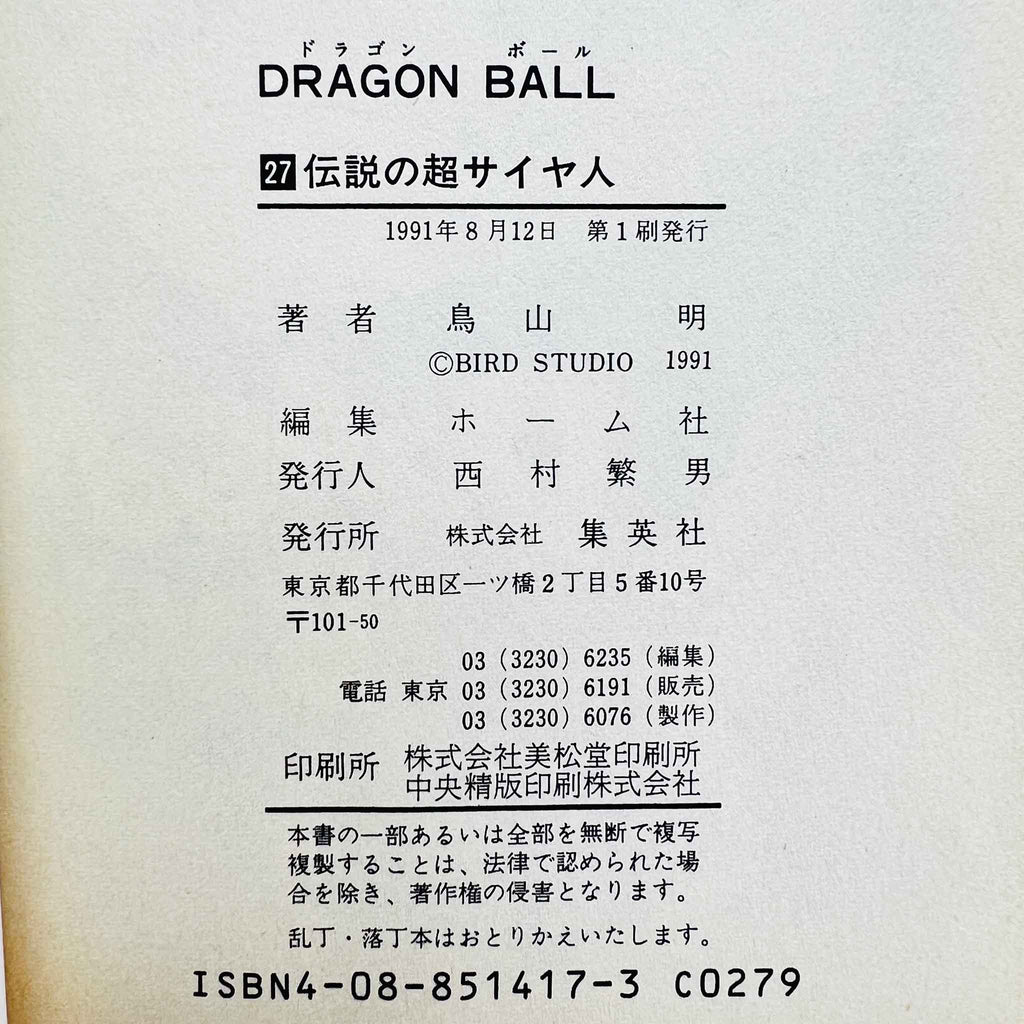 ドラゴン ボール
DRAGON BALL
27 伝説の超サイヤ人
1991年8月12日 第1刷発行
著者 鳥山 明
©BIRD STUDIO 1991
編集 ホーム社
発行人 西村繁男
発行所 株式会社 集英社
東京都千代田区一ツ橋2丁目5番10号
〒101-50
03 (3230) 6235 (編集)
電話 東京 03 (3230) 6191 (販売)
03 (3230) 6076 (製作)
印刷所 株式会社美松堂印刷所
中央精版印刷株式会社
本書の一部あるいは全部を無断で複写
複製することは、法律で認められた場
合を除き、著作権の侵害となります。
乱丁・落丁本はおとりかえいたします。
ISBN4-08-851417-3 C0279